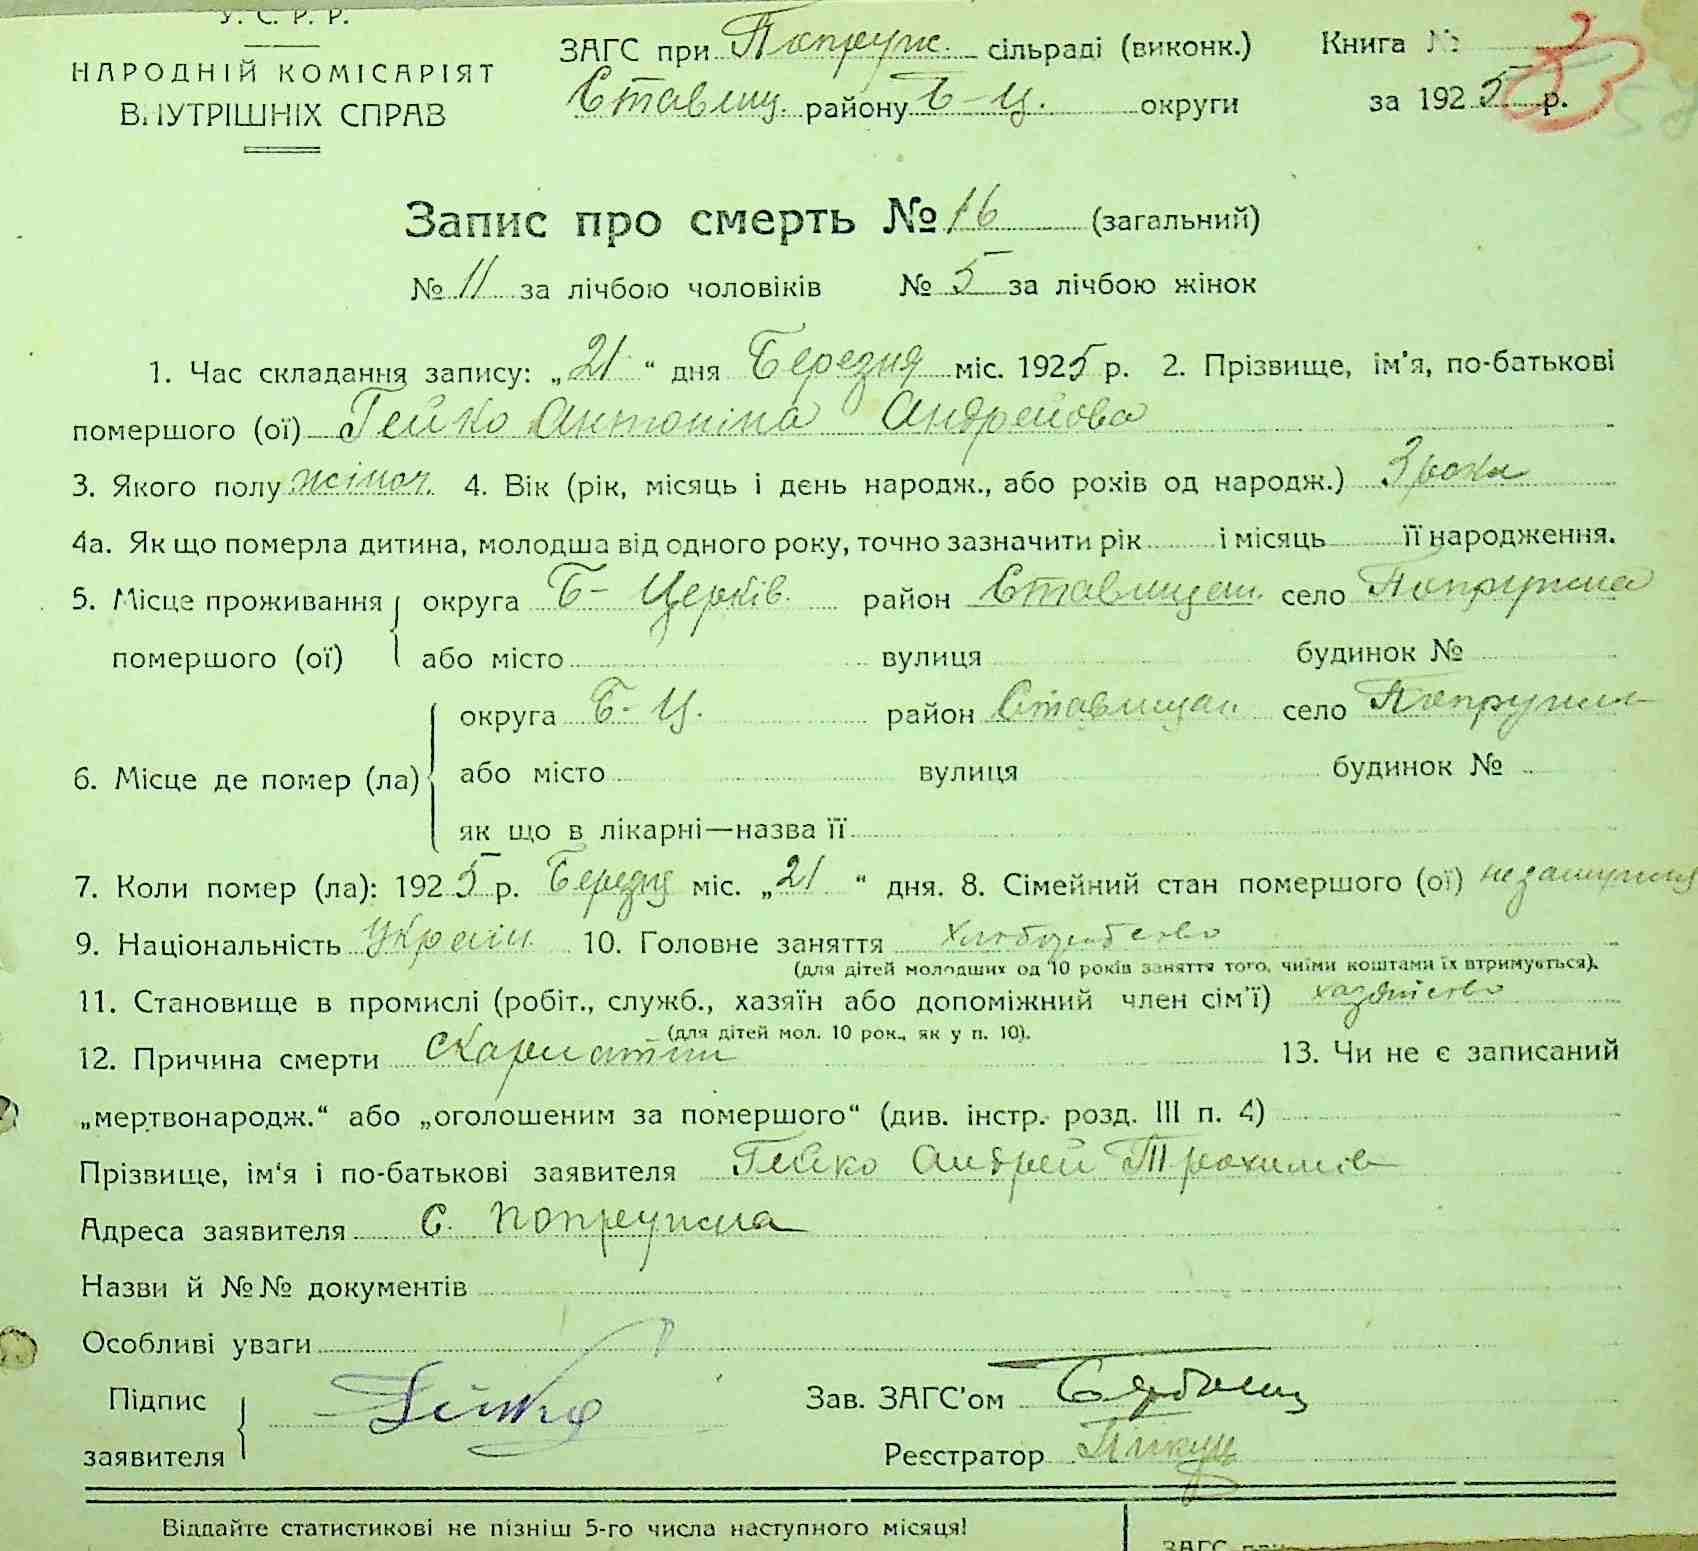 У. С. Р. Р.
НАРОДНІЙ КОМІСАРІЯТ
ВНУТРІШНІХ СПРАВ
ЗАГС при Попруж. сільраді (виконк.) Книга №
Ставищ. району Б-Ц. округи за 1925 р.
Запис про смерть № 16 (загальний)
№ 11 за лічбою чоловіків № 5 за лічбою жінок
1. Час складання запису: „21“ дня Березня міс. 1925 р. 2. Прізвище, ім'я, по-батькові
помершого (ої) Гейко Антоніна Андрейова
3. Якого полу жіноч. 4. Вік (рік, місяць і день народж., або років од народж.) 3 роки
4а. Як що померла дитина, молодша від одного року, точно зазначити рік і місяць її народження.
5. Місце проживання округа Б- Церків. район Ставищан. село Попружна
помершого (ої) або місто вулиця будинок №
округа Б-Ц. район Ставищан. село Попружна
6. Місце де помер (ла) або місто вулиця будинок №
як що в лікарні—назва її
7. Коли помер (ла): 1925 р. Березня міс. „21“ дня. 8. Сімейний стан помершого (ої) незамужня
9. Національність Україн. 10. Головне заняття хлоборобство
(для дітей молодших од 10 років заняття того, чиїми коштами їх втримується).
11. Становище в промислі (робіт., служб., хазяїн або допоміжний член сім'ї) хазяйство
(для дітей мол. 10 рок., як у п. 10).
12. Причина смерти Скарлатин 13. Чи не є записаний
„мертвонародж.“ або „оголошеним за помершого“ (див. інстр. розд. III п. 4)
Прізвище, ім'я і по-батькові заявителя Гейко Андрей Трохимов
Адреса заявителя С. Попружна
Назви й №№ документів
Особливі уваги
Підпис Гейко Зав. ЗАГС'ом
заявителя Реєстратор
Віддайте статистикові не пізніш 5-го числа наступного місяця!
ЗАГС при